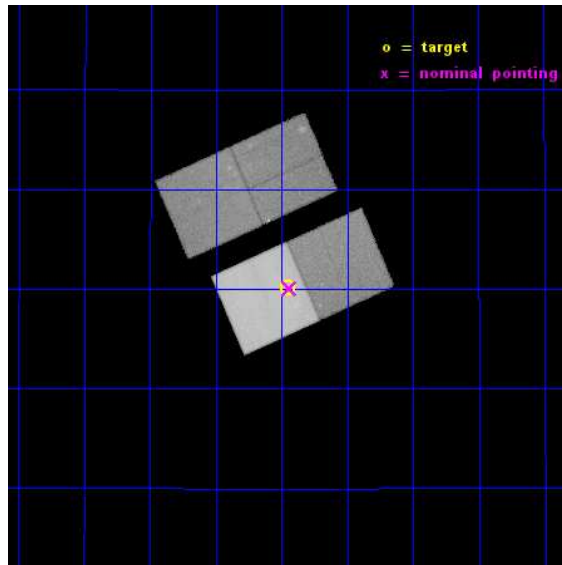 o = target
x = nominal pointing